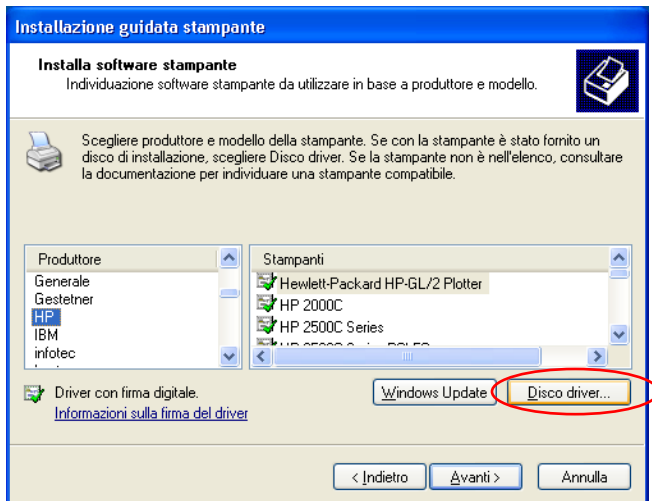 Installazione guidata stampante
Installa software stampante
Individuazione software stampante da utilizzare in base a produttore e modello.
Scegliere produttore e modello della stampante. Se con la stampante è stato fornito un
disco di installazione, scegliere Disco driver. Se la stampante non è nell'elenco, consultare
la documentazione per individuare una stampante compatibile.
Produttore
Generale
Gestetner
HP
IBM
infotec
Stampanti
Hewlett-Packard HP-GL/2 Plotter
HP 2000C
HP 2500C Series
Driver con firma digitale.
Informazioni sulla firma del driver
Windows Update
Disco driver...
< Indietro
Avanti >
Annulla